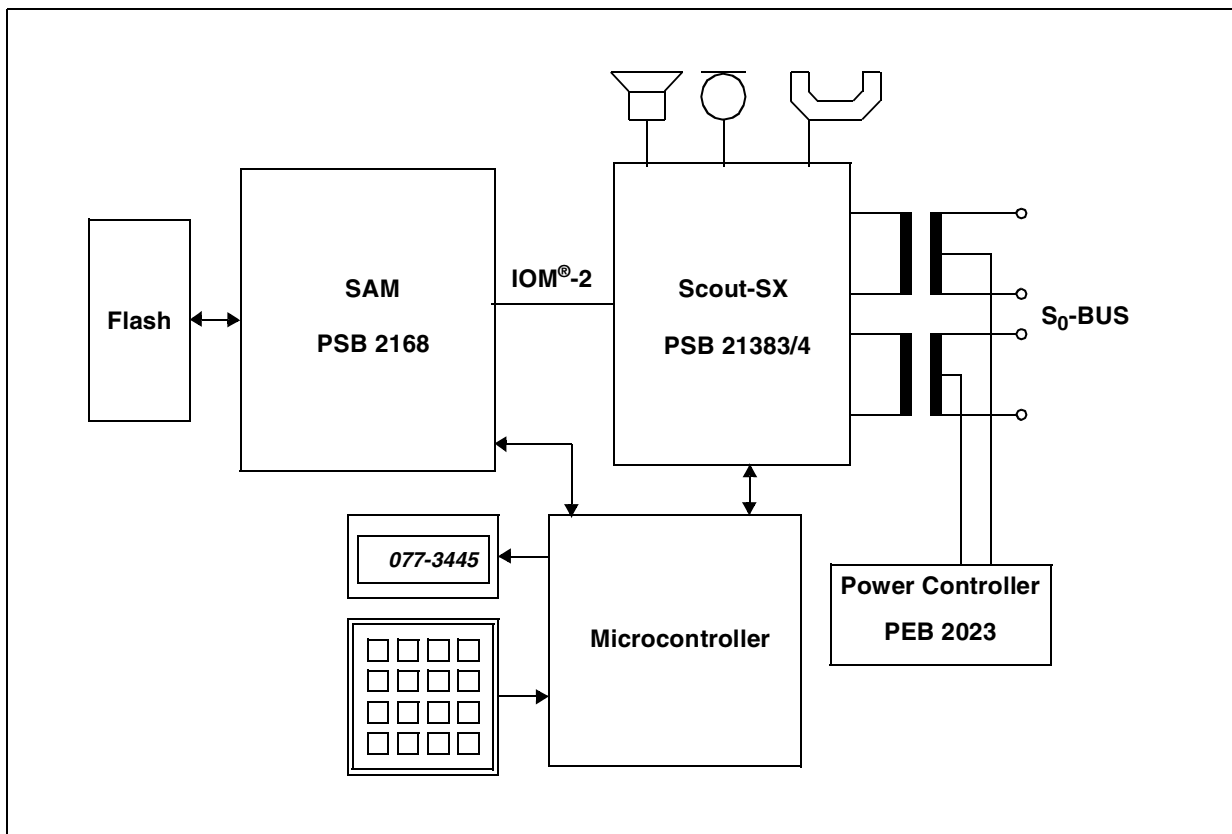 Flash
SAM
PSB 2168
IOM®-2
Scout-SX
PSB 21383/4
S0-BUS
077-3445
Microcontroller
Power Controller
PEB 2023